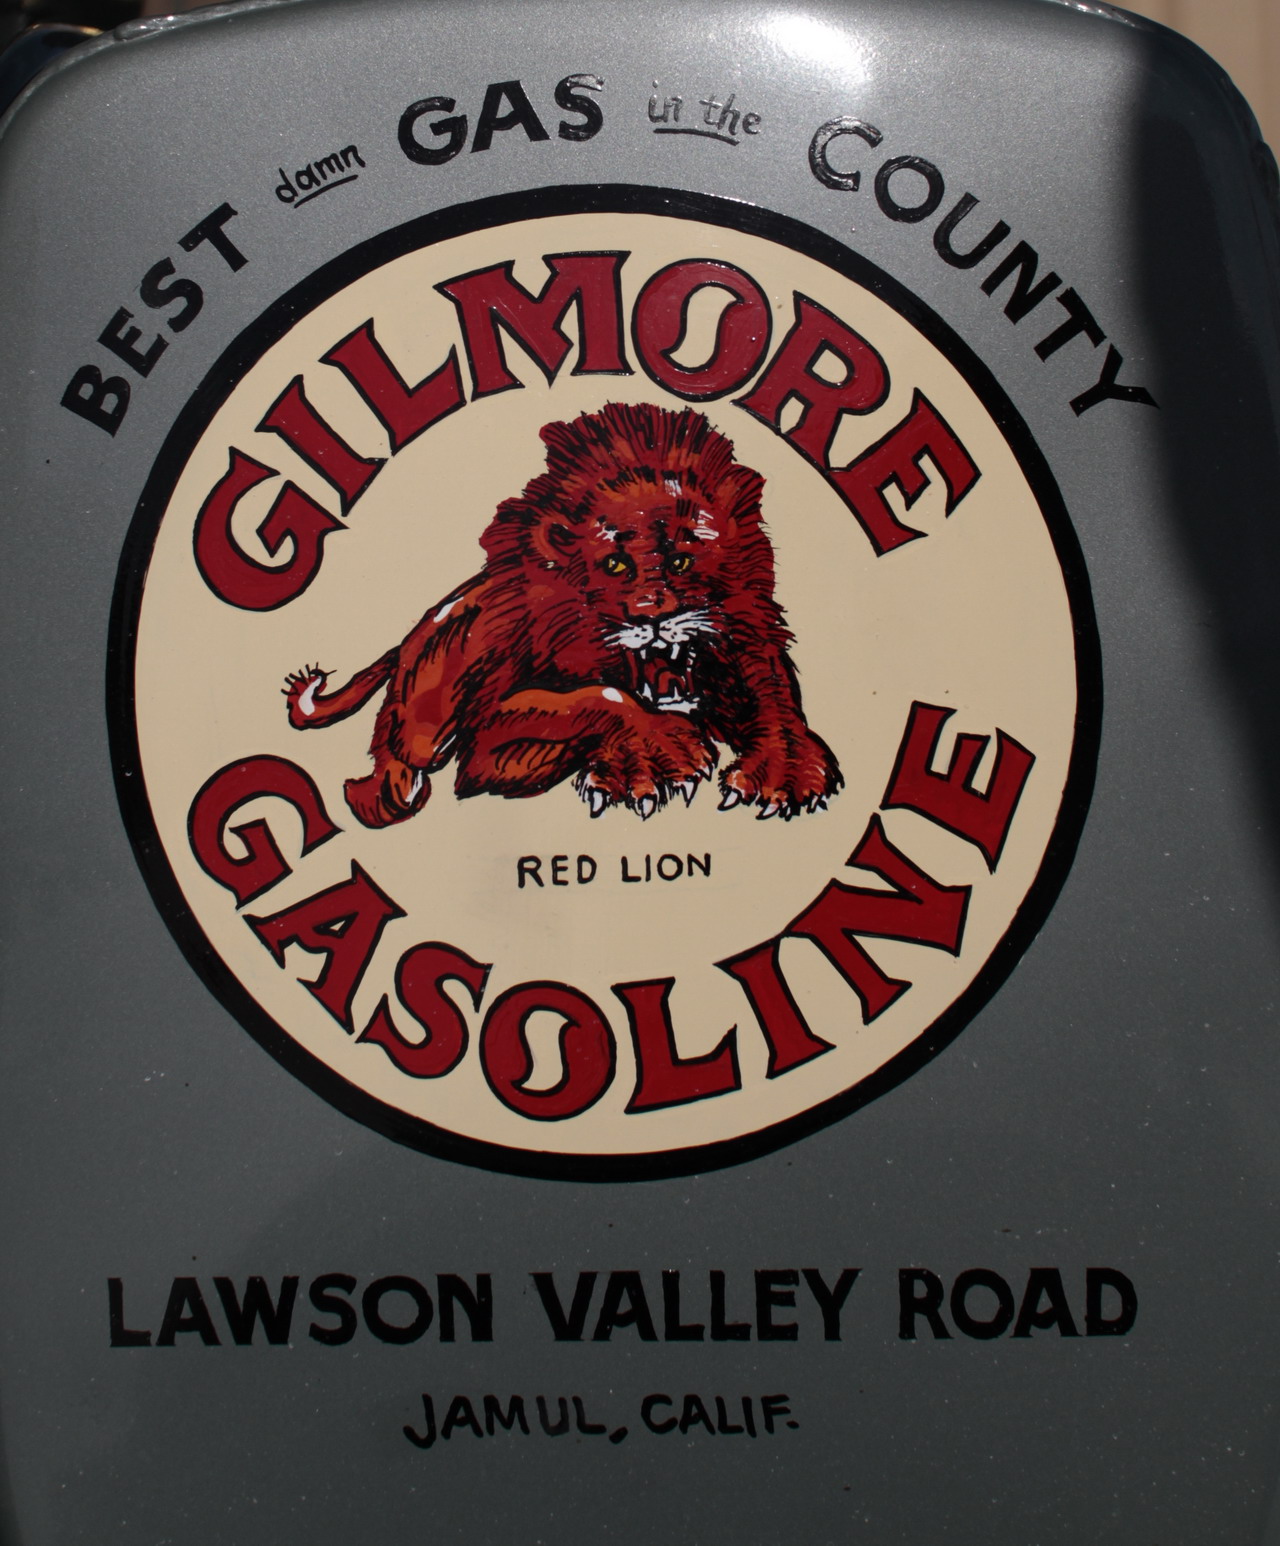 BEST damn GAS in the COUNTY
GILMORE
RED LION
GASOLINE
LAWSON VALLEY ROAD
JAMUL, CALIF.